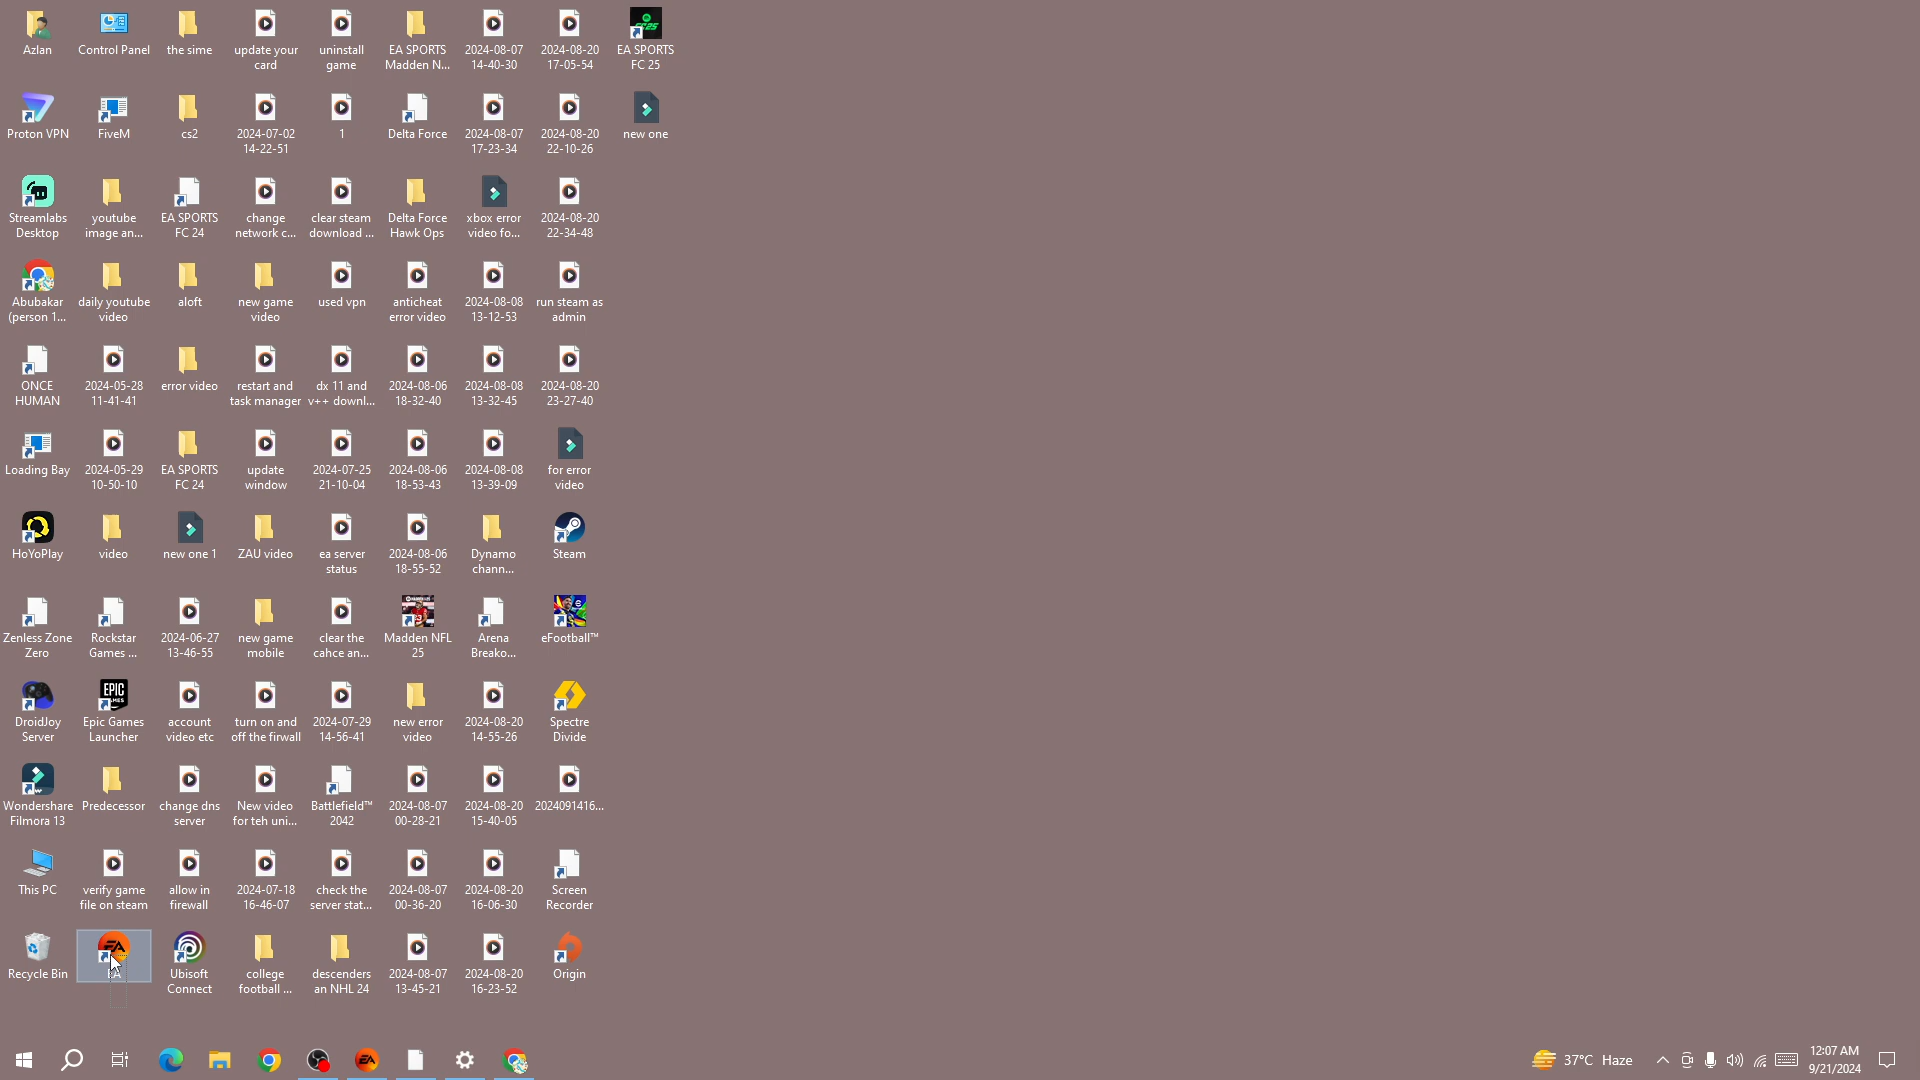 Azlan
Control Panel
the sime
update your
card
uninstall
game
EA SPORTS
Madden N...
2024-08-07
14-40-30
2024-08-20
17-05-54
EA SPORTS
FC 25
Proton VPN
FiveM
cs2
2024-07-02
14-22-51
1
Delta Force
2024-08-07
17-23-34
2024-08-20
22-10-26
new one
Streamlabs
Desktop
youtube
image an...
EA SPORTS
FC 24
change
network c...
clear steam
download ...
Delta Force
Hawk Ops
xbox error
video fo...
2024-08-20
22-34-48
Abubakar
(person 1...
daily youtube
video
aloft
new game
video
used vpn
anticheat
error video
2024-08-08
13-12-53
run steam as
admin
ONCE
HUMAN
2024-05-28
11-41-41
error video
restart and
task manager
dx 11 and
v++ downl...
2024-08-06
18-32-40
2024-08-08
13-32-45
2024-08-20
23-27-40
Loading Bay
2024-05-29
10-50-10
EA SPORTS
FC 24
update
window
2024-07-25
21-10-04
2024-08-06
18-53-43
2024-08-08
13-39-09
for error
video
HoYoPlay
video
new one 1
ZAU video
ea server
status
2024-08-06
18-55-52
Dynamo
chann...
Steam
Zenless Zone
Zero
Rockstar
Games ...
2024-06-27
13-46-55
new game
mobile
clear the
cahce an...
Madden NFL
25
Arena
Breako...
eFootball™
DroidJoy
Server
EPIC
GAMES
Epic Games
Launcher
account
video etc
turn on and
off the firwall
2024-07-29
14-56-41
new error
video
2024-08-20
14-55-26
Spectre
Divide
Wondershare
Filmora 13
Predecessor
change dns
server
New video
for teh uni...
Battlefield™
2042
2024-08-07
00-28-21
2024-08-20
15-40-05
2024091416...
This PC
verify game
file on steam
allow in
firewall
2024-07-18
16-46-07
check the
server stat...
2024-08-07
00-36-20
2024-08-20
16-06-30
Screen
Recorder
Recycle Bin
EA
EA
Ubisoft
Connect
college
football ...
descenders
an NHL 24
2024-08-07
13-45-21
2024-08-20
16-23-52
Origin
EA
37°C Haze
12:07 AM
9/21/2024